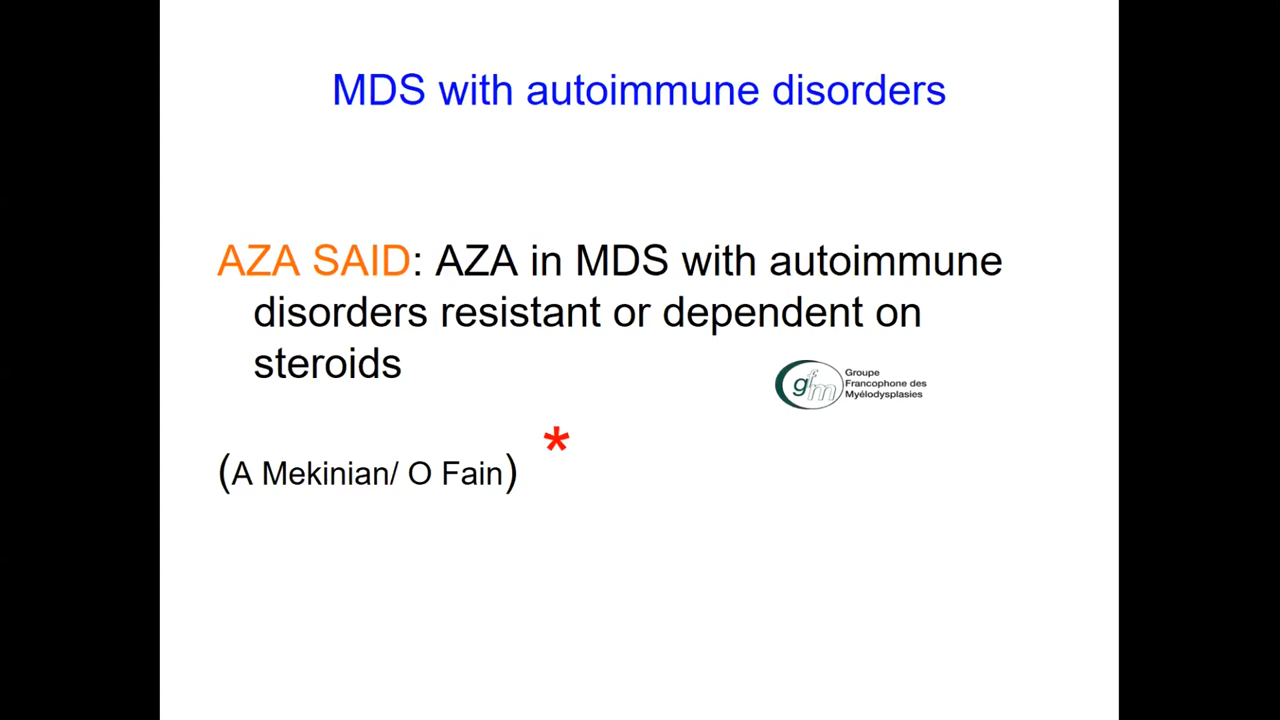 MDS with autoimmune disorders
AZA SAID: AZA in MDS with autoimmune
disorders resistant or dependent on
steroids
gfm
Groupe
Francophone des
Myélodysplasies
(A Mekinian/ O Fain) *